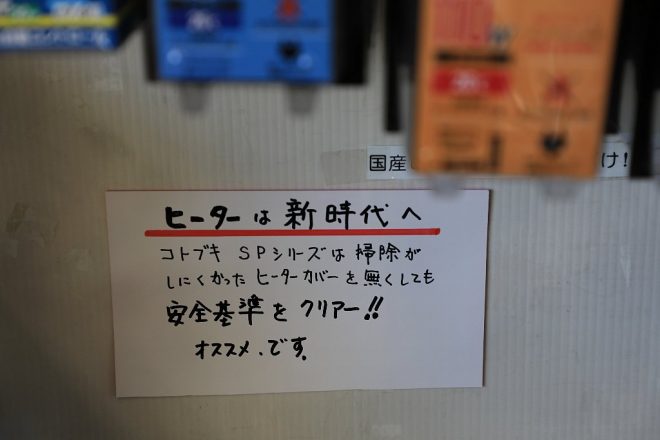 国産
け!
ヒーターは新時代へ
コトブキ SPシリーズは掃除が
しにくかったヒーターカバーを無くしても
安全基準をクリアー!!
オススメ、です。